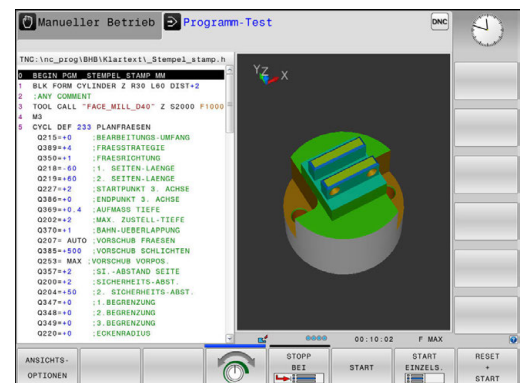 Manueller Betrieb
Programm-Test
DNC
TNC:\nc_prog\BHB\Klartext\_Stempel_stamp.h
0 BEGIN PGM _STEMPEL_STAMP MM
1 BLK FORM CYLINDER Z R30 L60 DIST+2
2 ;ANY COMMENT
3 TOOL CALL "FACE_MILL_D40" Z S2000 F1000
4 M3
5 CYCL DEF 233 PLANFRAESEN
Q215=+0 ;BEARBEITUNGS-UMFANG
Q389=+4 ;FRAESSTRATEGIE
Q350=+1 ;FRAESRICHTUNG
Q218=-60 ;1. SEITEN-LAENGE
Q219=+60 ;2. SEITEN-LAENGE
Q227=+2 ;STARTPUNKT 3. ACHSE
Q386=+0 ;ENDPUNKT 3. ACHSE
Q369=+0.4 ;AUFMASS TIEFE
Q202=+2 ;MAX. ZUSTELL-TIEFE
Q370=+1 ;BAHN-UEBERLAPPUNG
Q207= AUTO ;VORSCHUB FRAESEN
Q385=+500 ;VORSCHUB SCHLICHTEN
Q253= MAX ;VORSCHUB VORPOS.
Q357=+2 ;SI.-ABSTAND SEITE
Q200=+2 ;SICHERHEITS-ABST.
Q204=+50 ;2. SICHERHEITS-ABST.
Q347=+0 ;1.BEGRENZUNG
Q348=+0 ;2.BEGRENZUNG
Q349=+0 ;3.BEGRENZUNG
Q220=+0 ;ECKENRADIUS
Y Z X
00:10:02 F MAX
ANSICHTS-
OPTIONEN
STOPP
BEI
START
START
EINZELS.
RESET
+
START